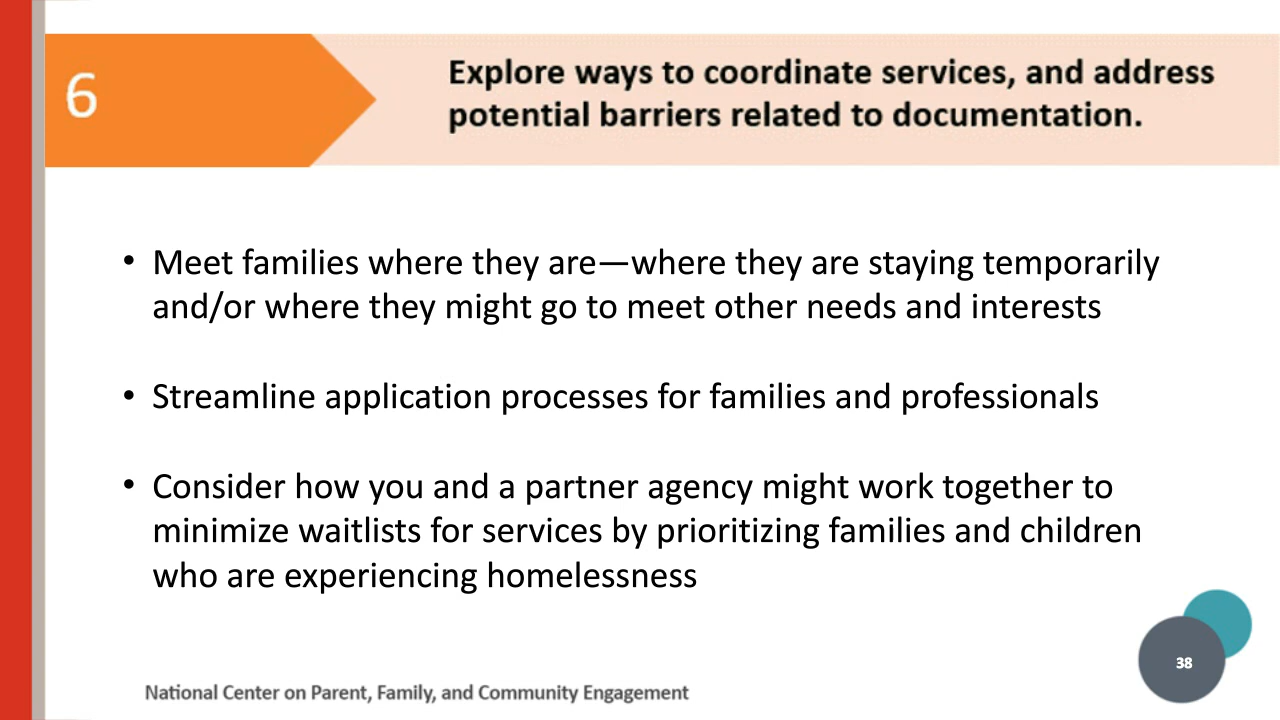 6
Explore ways to coordinate services, and address
potential barriers related to documentation.
• Meet families where they are—where they are staying temporarily
and/or where they might go to meet other needs and interests
• Streamline application processes for families and professionals
• Consider how you and a partner agency might work together to
minimize waitlists for services by prioritizing families and children
who are experiencing homelessness
38
National Center on Parent, Family, and Community Engagement